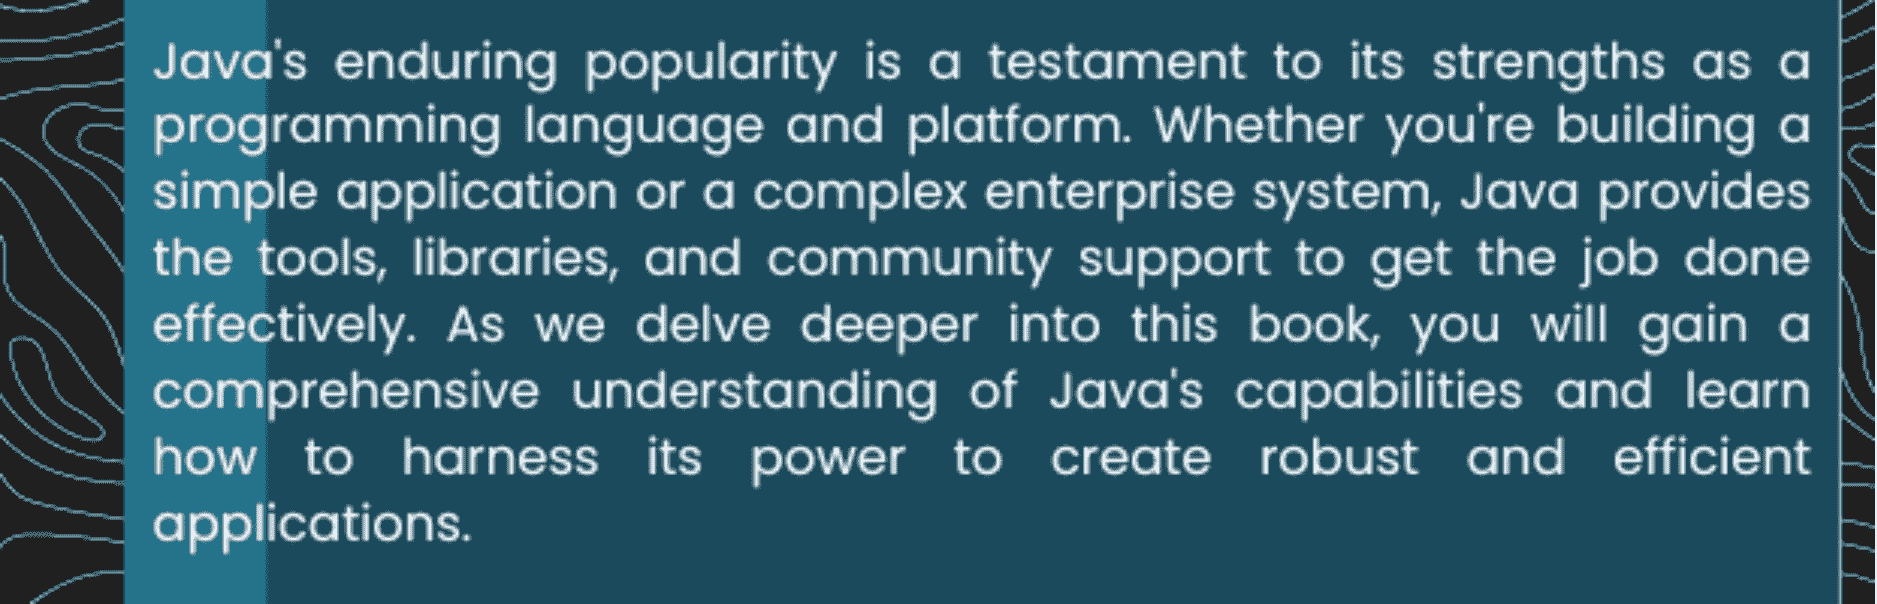 Java's enduring popularity is a testament to its strengths as a
programming language and platform. Whether you're building a
simple application or a complex enterprise system, Java provides
the tools, libraries, and community support to get the job done
effectively. As we delve deeper into this book, you will gain a
comprehensive understanding of Java's capabilities and learn
how to harness its power to create robust and efficient
applications.